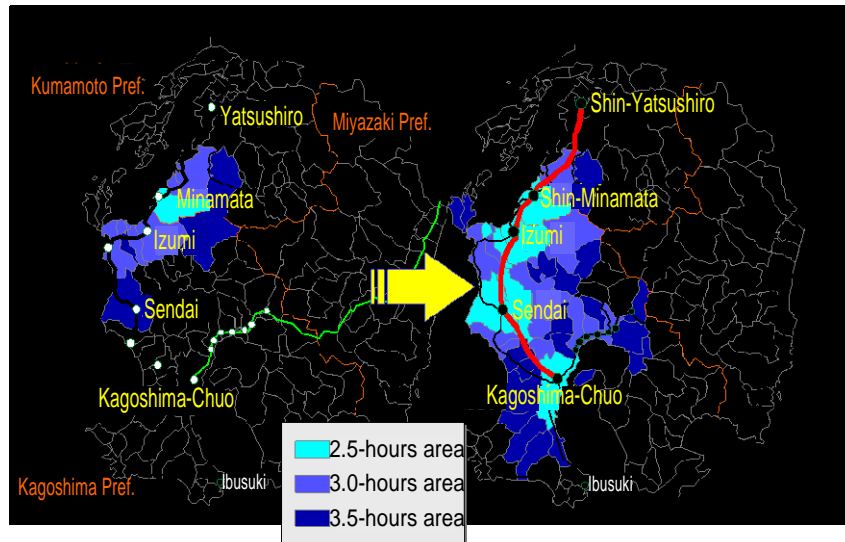 Kumamoto Pref.
Yatsushiro
Miyazaki Pref.
Minamata
Izumi
Sendai
Kagoshima-Chuo
Kagoshima Pref.
Ibusuki
Shin-Yatsushiro
Shin-Minamata
Izumi
Sendai
Kagoshima-Chuo
Ibusuki
2.5-hours area
3.0-hours area
3.5-hours area